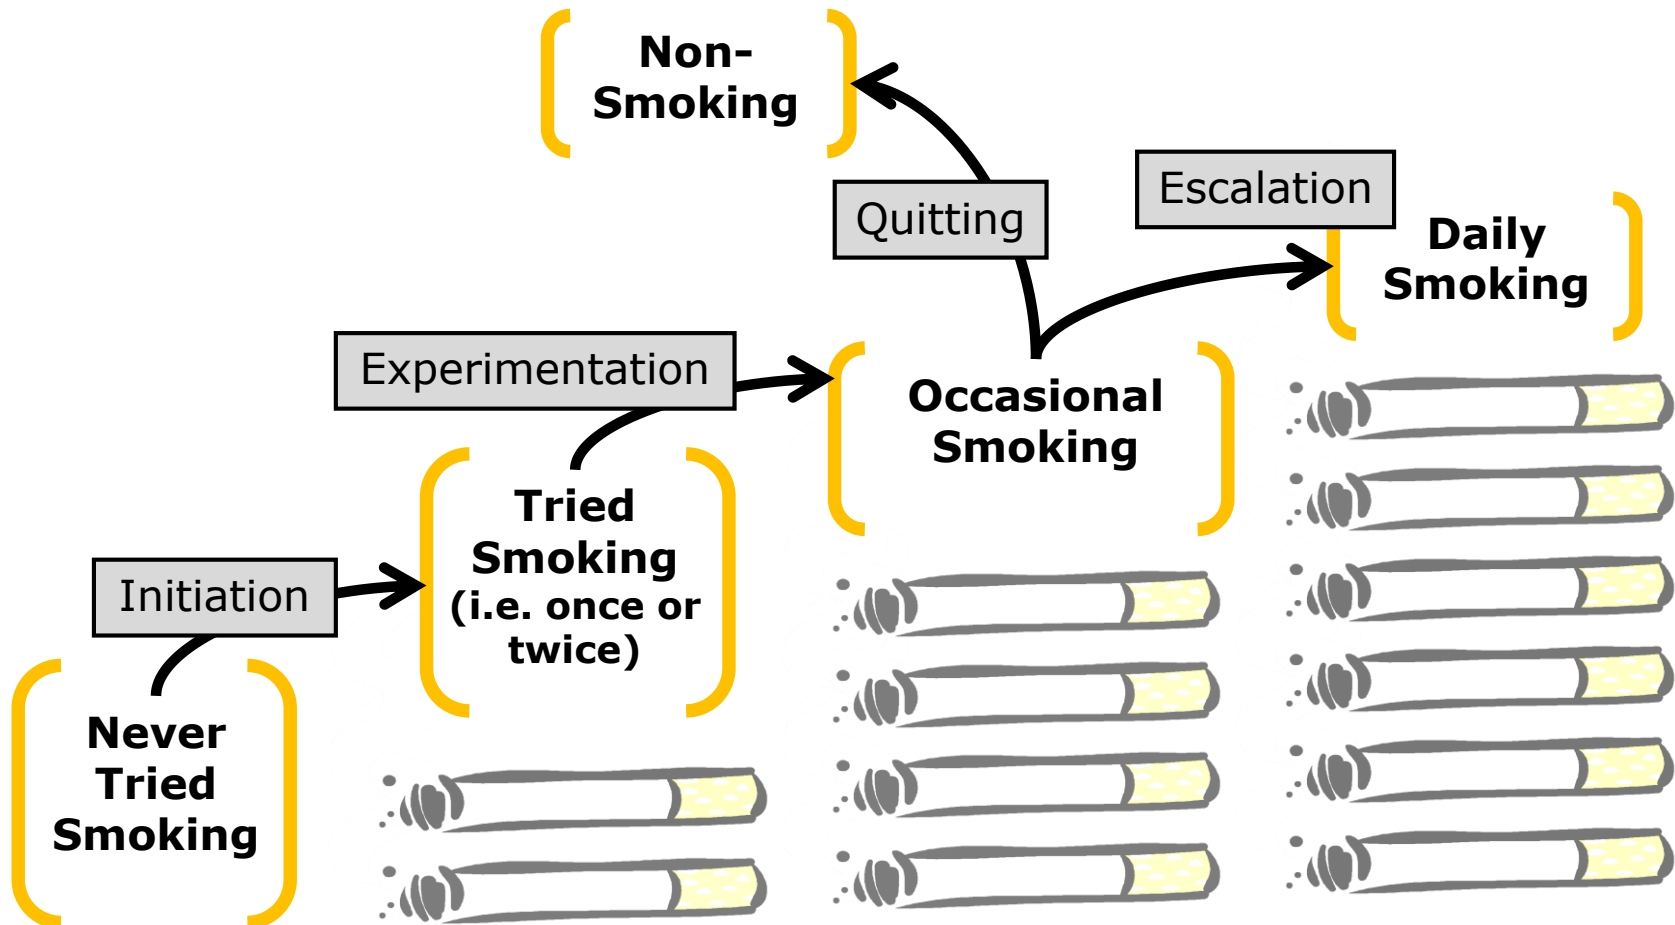 Non-
Smoking
Quitting
Escalation
Daily
Smoking
Experimentation
Occasional
Smoking
Tried
Smoking
(i.e. once or
twice)
Initiation
Never
Tried
Smoking